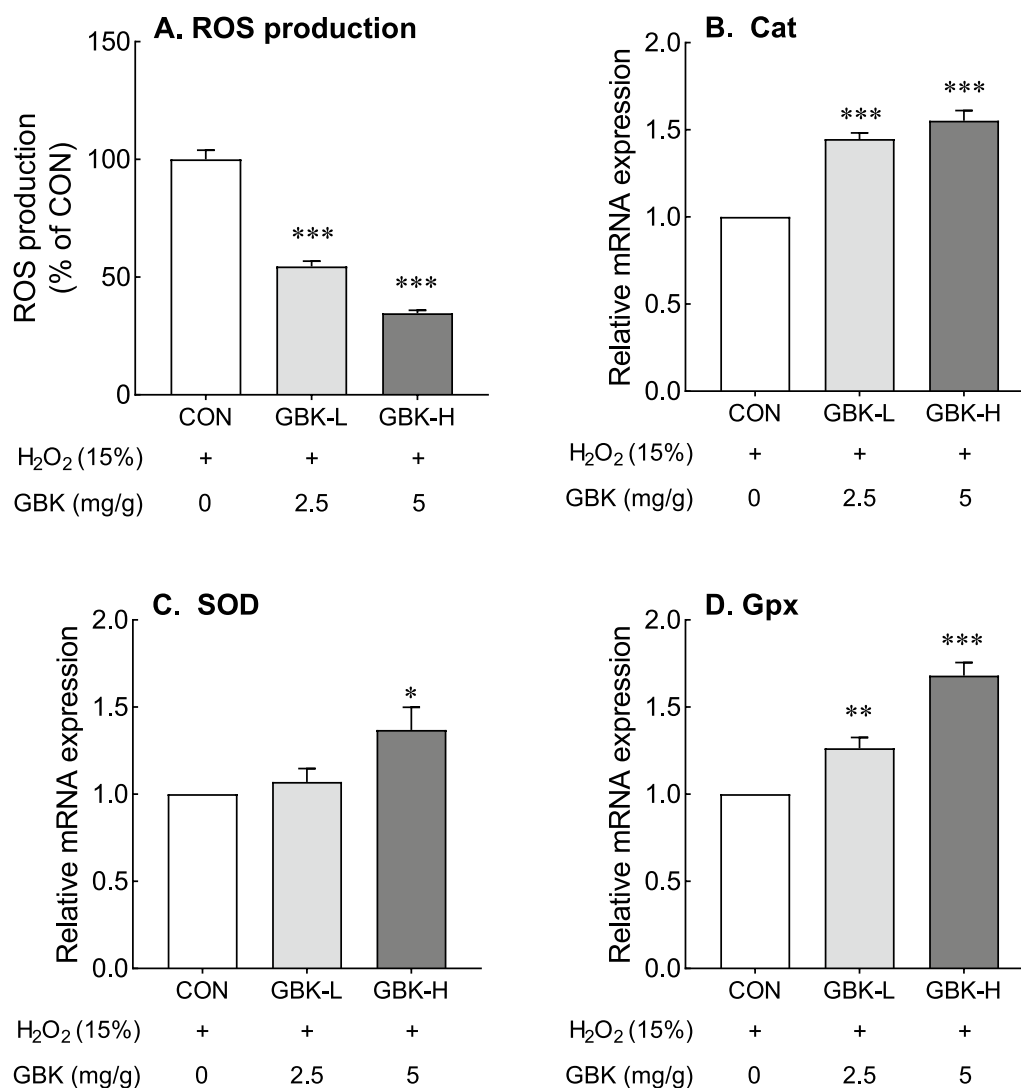 A. ROS production
ROS production
(% of CON)
150
100
50
0
***
***
CON GBK-L GBK-H
H₂O₂ (15%) + + +
GBK (mg/g) 0 2.5 5
B. Cat
Relative mRNA expression
2.0
1.5
1.0
0.5
0.0
***
***
CON GBK-L GBK-H
H₂O₂ (15%) + + +
GBK (mg/g) 0 2.5 5
C. SOD
Relative mRNA expression
2.0
1.5
1.0
0.5
0.0
*
CON GBK-L GBK-H
H₂O₂ (15%) + + +
GBK (mg/g) 0 2.5 5
D. Gpx
Relative mRNA expression
2.0
1.5
1.0
0.5
0.0
**
***
CON GBK-L GBK-H
H₂O₂ (15%) + + +
GBK (mg/g) 0 2.5 5